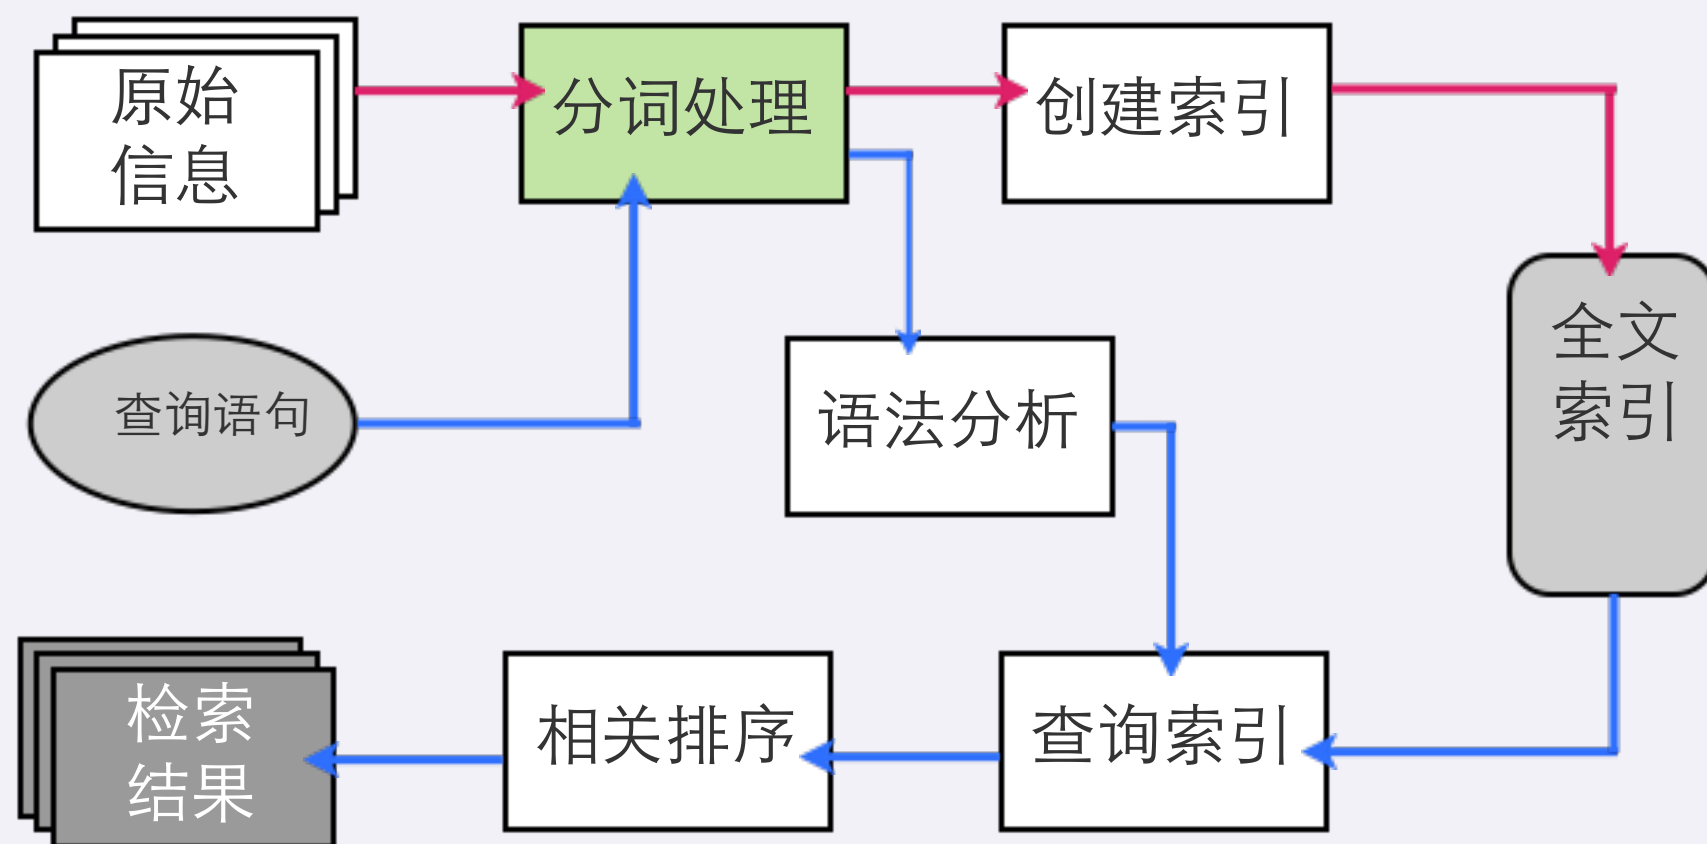 原始
信息
分词处理
创建索引
全文
索引
查询语句
语法分析
检索
结果
相关排序
查询索引